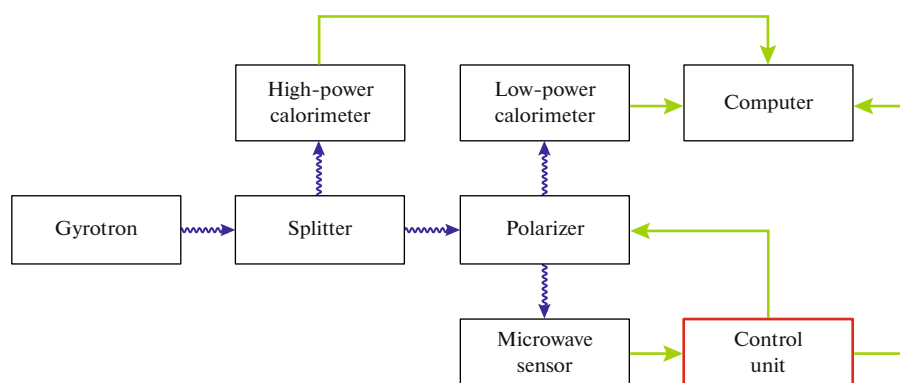 High-power
calorimeter
Low-power
calorimeter
Computer
Gyrotron
Splitter
Polarizer
Microwave
sensor
Control
unit